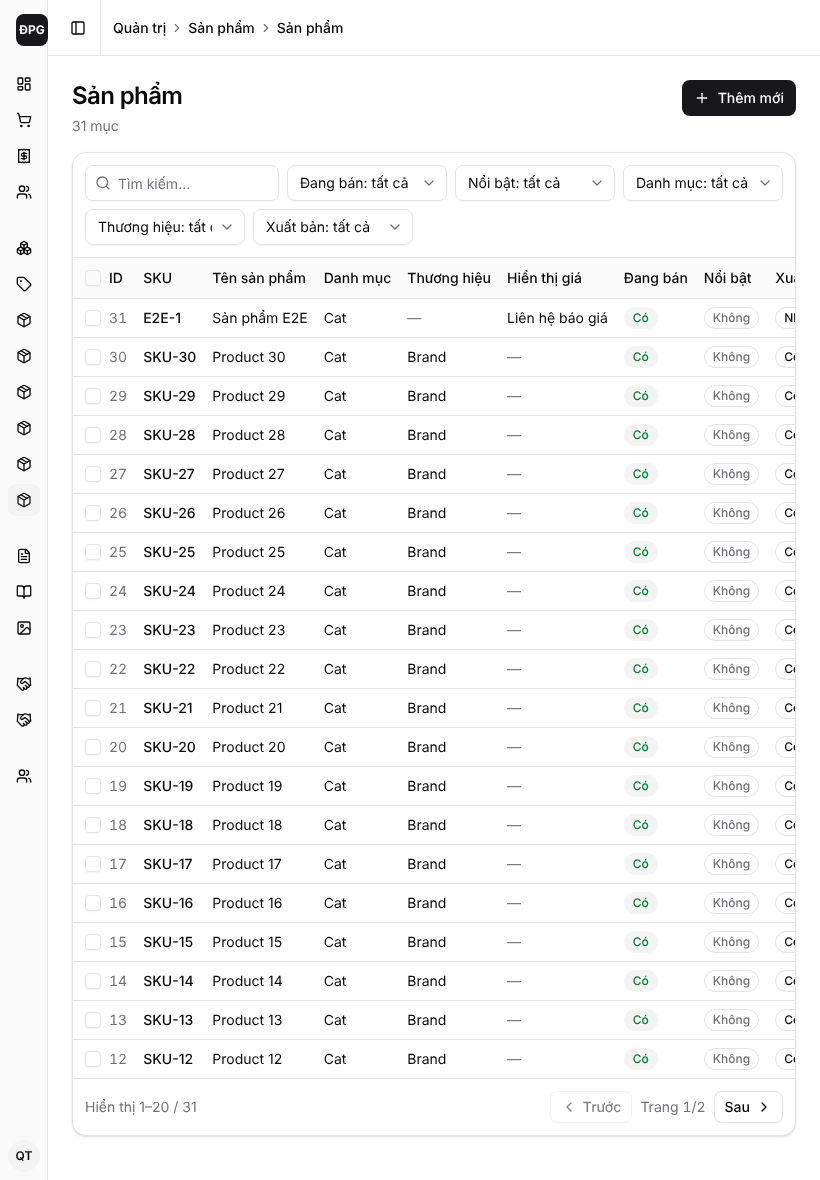 ĐPG
Quản trị > Sản phẩm > Sản phẩm
Sản phẩm
Thêm mới
31 mục
Tìm kiếm...
Đang bán: tất cả
Nổi bật: tất cả
Danh mục: tất cả
Thương hiệu: tất
Xuất bản: tất cả
ID SKU Tên sản phẩm Danh mục Thương hiệu Hiển thị giá Đang bán Nổi bật
31 E2E-1 Sản phẩm E2E Cat — Liên hệ báo giá Có Không
30 SKU-30 Product 30 Cat Brand — Có Không
29 SKU-29 Product 29 Cat Brand — Có Không
28 SKU-28 Product 28 Cat Brand — Có Không
27 SKU-27 Product 27 Cat Brand — Có Không
26 SKU-26 Product 26 Cat Brand — Có Không
25 SKU-25 Product 25 Cat Brand — Có Không
24 SKU-24 Product 24 Cat Brand — Có Không
23 SKU-23 Product 23 Cat Brand — Có Không
22 SKU-22 Product 22 Cat Brand — Có Không
21 SKU-21 Product 21 Cat Brand — Có Không
20 SKU-20 Product 20 Cat Brand — Có Không
19 SKU-19 Product 19 Cat Brand — Có Không
18 SKU-18 Product 18 Cat Brand — Có Không
17 SKU-17 Product 17 Cat Brand — Có Không
16 SKU-16 Product 16 Cat Brand — Có Không
15 SKU-15 Product 15 Cat Brand — Có Không
14 SKU-14 Product 14 Cat Brand — Có Không
13 SKU-13 Product 13 Cat Brand — Có Không
12 SKU-12 Product 12 Cat Brand — Có Không
Hiển thị 1–20 / 31
Trước
Trang 1/2
Sau
QT